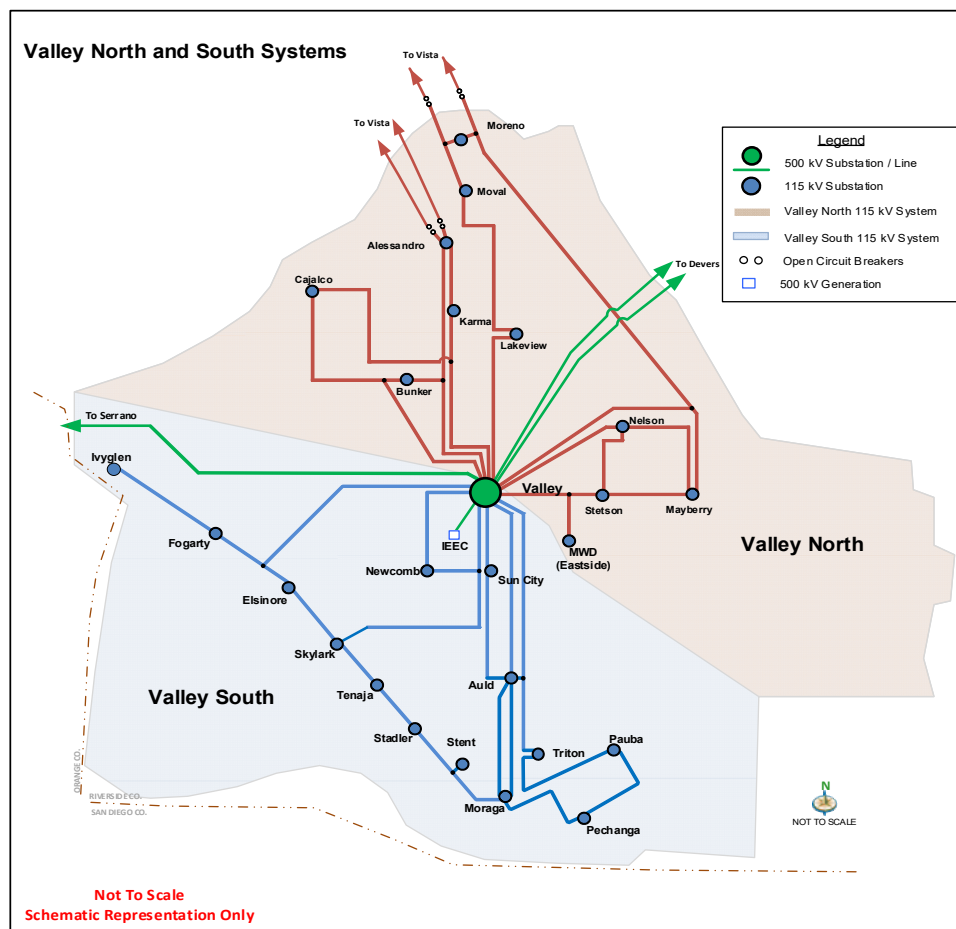 Valley North and South Systems
To Vista
To Vista
To Vista
Moreno
Moval
Alessandro
Cajalco
Karma
Lakeview
Bunker
To Devers
Legend
500 kV Substation / Line
115 kV Substation
Valley North 115 kV System
Valley South 115 kV System
Open Circuit Breakers
500 kV Generation
To Serrano
Ivyglen
Nelson
Valley
Stetson
Mayberry
Fogarty
IEEC
MWD
(Eastside)
Valley North
Newcomb
Sun City
Elsinore
Skylark
Valley South
Tenaja
Auld
Stadler
Stent
Triton
Pauba
Moraga
Pechanga
ORANGE CO.
RIVERSIDE CO.
SAN DIEGO CO.
N
NOT TO SCALE
Not To Scale
Schematic Representation Only